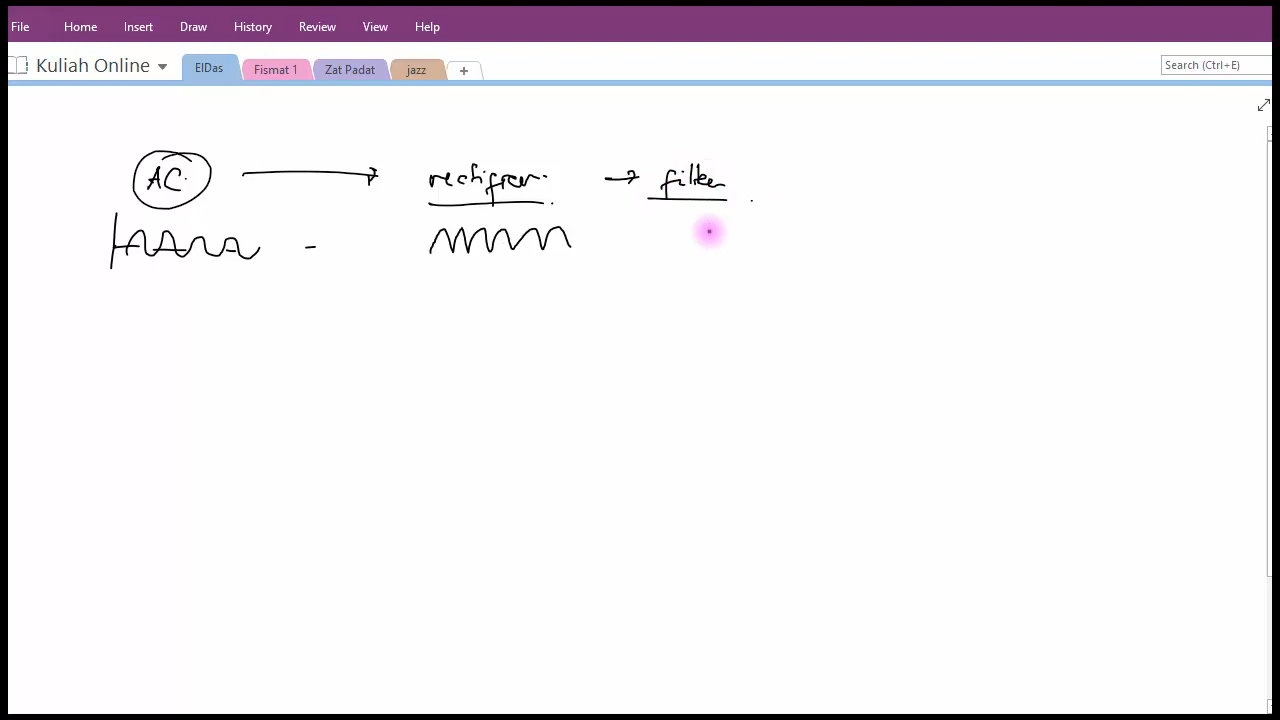 File Home Insert Draw History Review View Help
Kuliah Online ElDas Fismat 1 Zat Padat jazz + Search (Ctrl+E)
AC → rectifier → filter